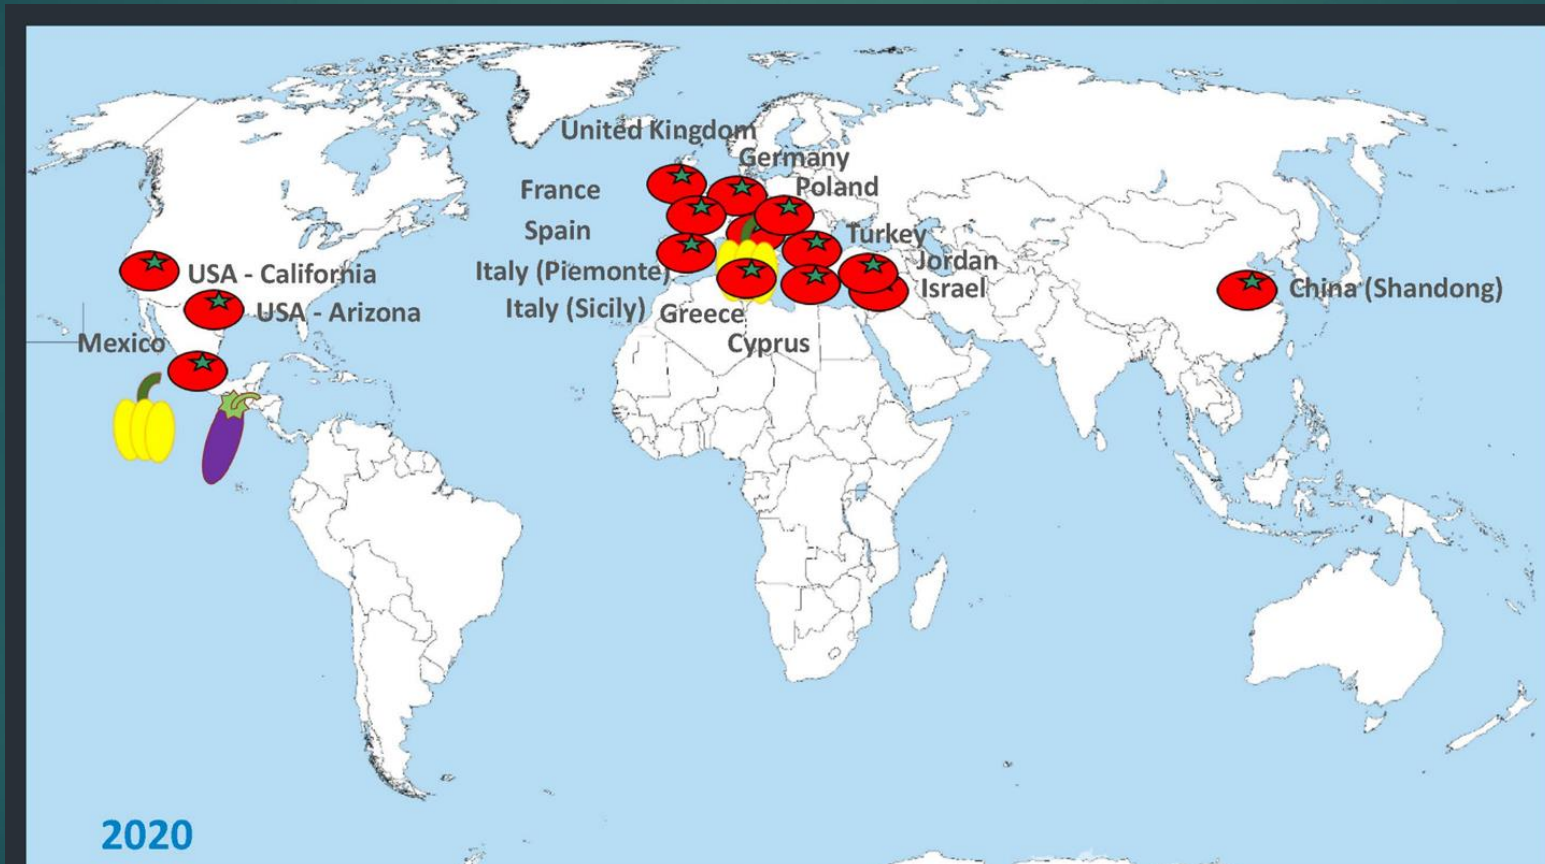 United Kingdom
Germany
France
Poland
Spain
Turkey
Italy (Piemonte)
Jordan
USA - California
Israel
China (Shandong)
Italy (Sicily)
Greece
USA - Arizona
Mexico
Cyprus
2020